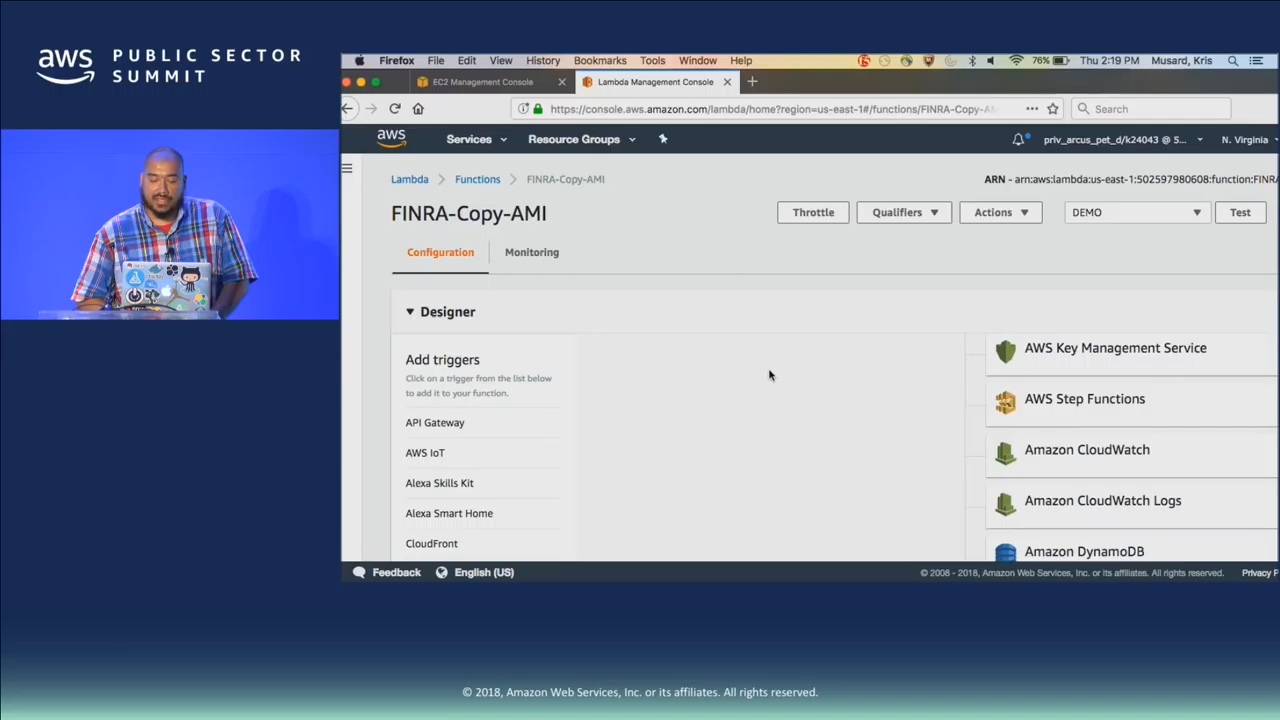 aws PUBLIC SECTOR SUMMIT
Firefox File Edit View History Bookmarks Tools Window Help 76% Thu 2:19 PM Musard, Kris
EC2 Management Console Lambda Management Console
https://console.aws.amazon.com/lambda/home?region=us-east-1#/functions/FINRA-Copy-AM Search
aws Services Resource Groups priv_arcus_pet_d/k24043 @ 5... N. Virginia
Lambda Functions FINRA-Copy-AMI ARN - arn:aws:lambda:us-east-1:502597980608:function:FINRA
FINRA-Copy-AMI Throttle Qualifiers Actions DEMO Test
Configuration Monitoring
Designer
Add triggers
Click on a trigger from the list below
to add it to your function.
API Gateway
AWS IoT
Alexa Skills Kit
Alexa Smart Home
CloudFront
AWS Key Management Service
AWS Step Functions
Amazon CloudWatch
Amazon CloudWatch Logs
Amazon DynamoDB
Feedback English (US) © 2008 - 2018, Amazon Web Services, Inc. or its affiliates. All rights reserved. Privacy P
© 2018, Amazon Web Services, Inc. or its affiliates. All rights reserved.